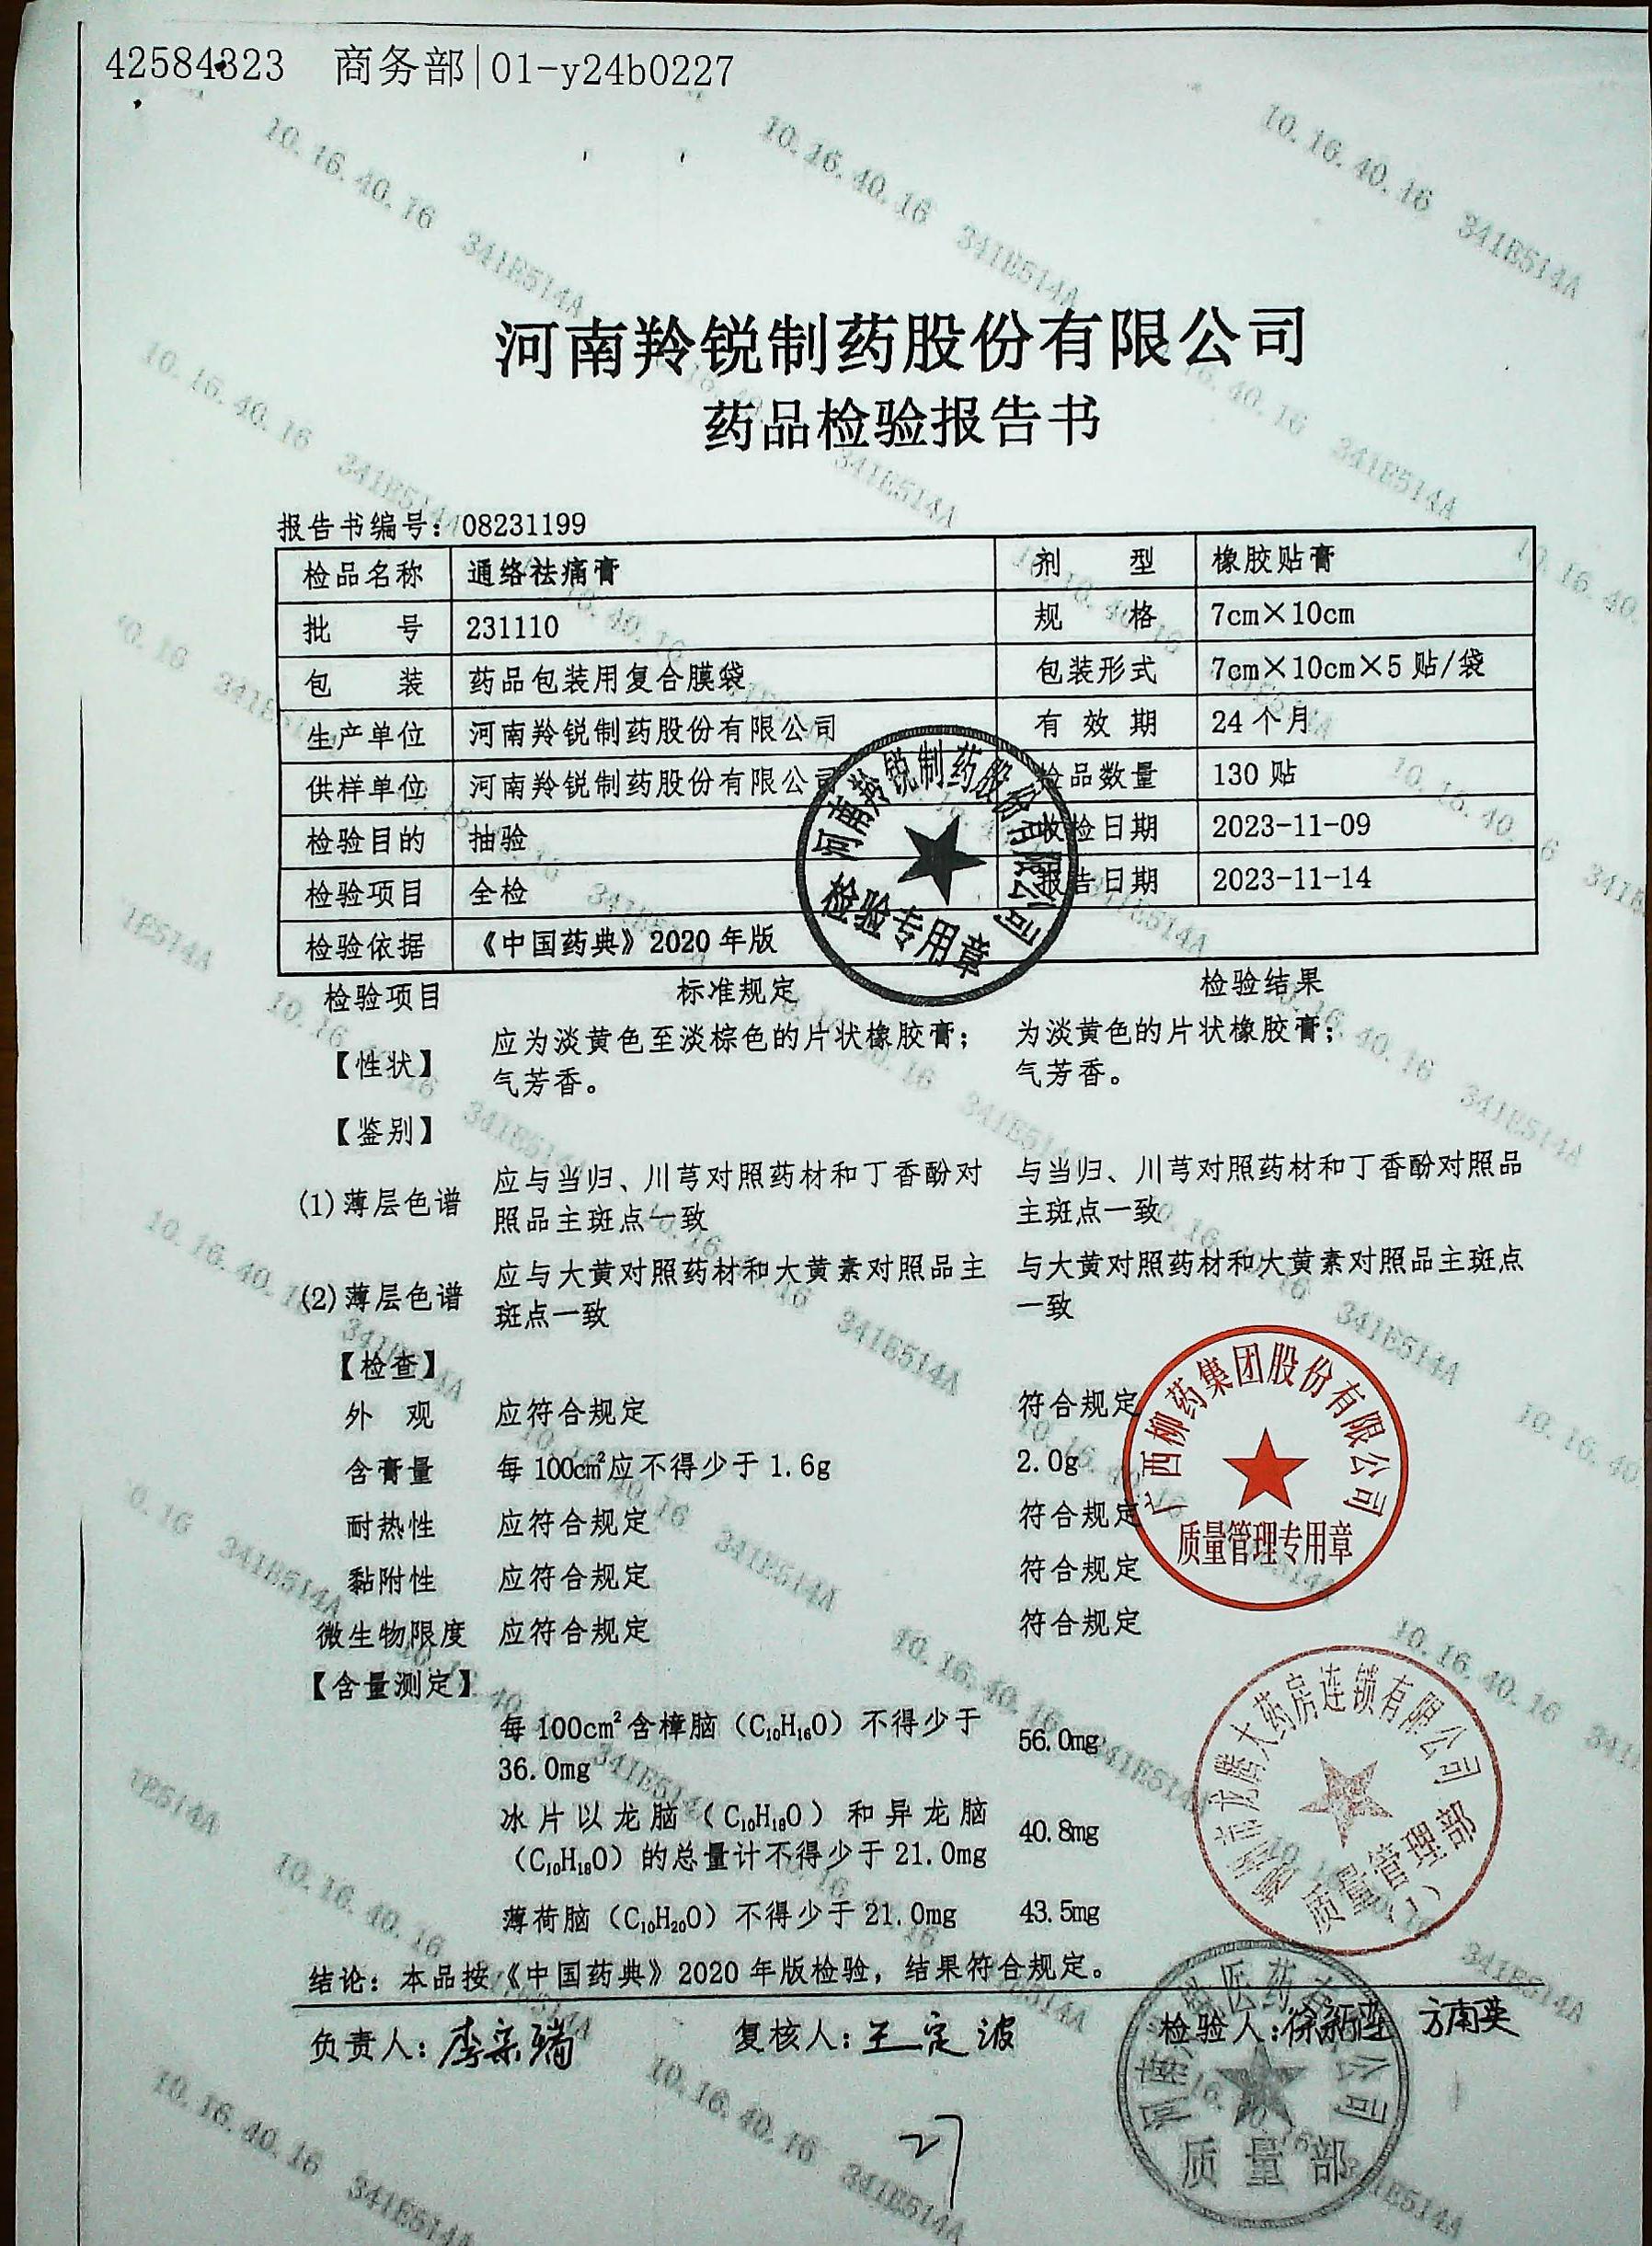 42584323 商务部|01-y24b0227
河南羚锐制药股份有限公司
药品检验报告书
报告书编号：08231199
检品名称 通络祛痛膏 剂 型 橡胶贴膏
批 号 231110 规 格 7cm×10cm
包 装 药品包装用复合膜袋 包装形式 7cm×10cm×5贴/袋
生产单位 河南羚锐制药股份有限公司 有 效 期 24个月
供样单位 河南羚锐制药股份有限公司 检品数量 130贴
检验目的 抽验 收检日期 2023-11-09
检验项目 全检 报告日期 2023-11-14
检验依据 《中国药典》2020年版
河南羚锐制药股份有限公司
检验专用章
检验项目 标准规定 检验结果
【性状】 应为淡黄色至淡棕色的片状橡胶膏； 为淡黄色的片状橡胶膏；
气芳香。 气芳香。
【鉴别】
(1)薄层色谱 应与当归、川芎对照药材和丁香酚对 与当归、川芎对照药材和丁香酚对照品
照品主斑点一致 主斑点一致
(2)薄层色谱 应与大黄对照药材和大黄素对照品主 与大黄对照药材和大黄素对照品主斑点
斑点一致 一致
【检查】
外 观 应符合规定 符合规定
含膏量 每100cm²应不得少于1.6g 2.0g
耐热性 应符合规定 符合规定
黏附性 应符合规定 符合规定
微生物限度 应符合规定 符合规定
广西柳药集团股份有限公司
质量管理专用章
【含量测定】
每100cm²含樟脑（C₁₀H₁₆O）不得少于 56.0mg
36.0mg
冰片以龙脑（C₁₀H₁₈O）和异龙脑 40.8mg
（C₁₀H₁₈O）的总量计不得少于21.0mg
薄荷脑（C₁₀H₂₀O）不得少于21.0mg 43.5mg
大药房连锁有限公司
质量管理部
（1）
结论：本品按《中国药典》2020年版检验，结果符合规定。
负责人： 复核人：王定波 检验人： 方南英
医药 公司
质量部
27
10.16.40.16 341E514A